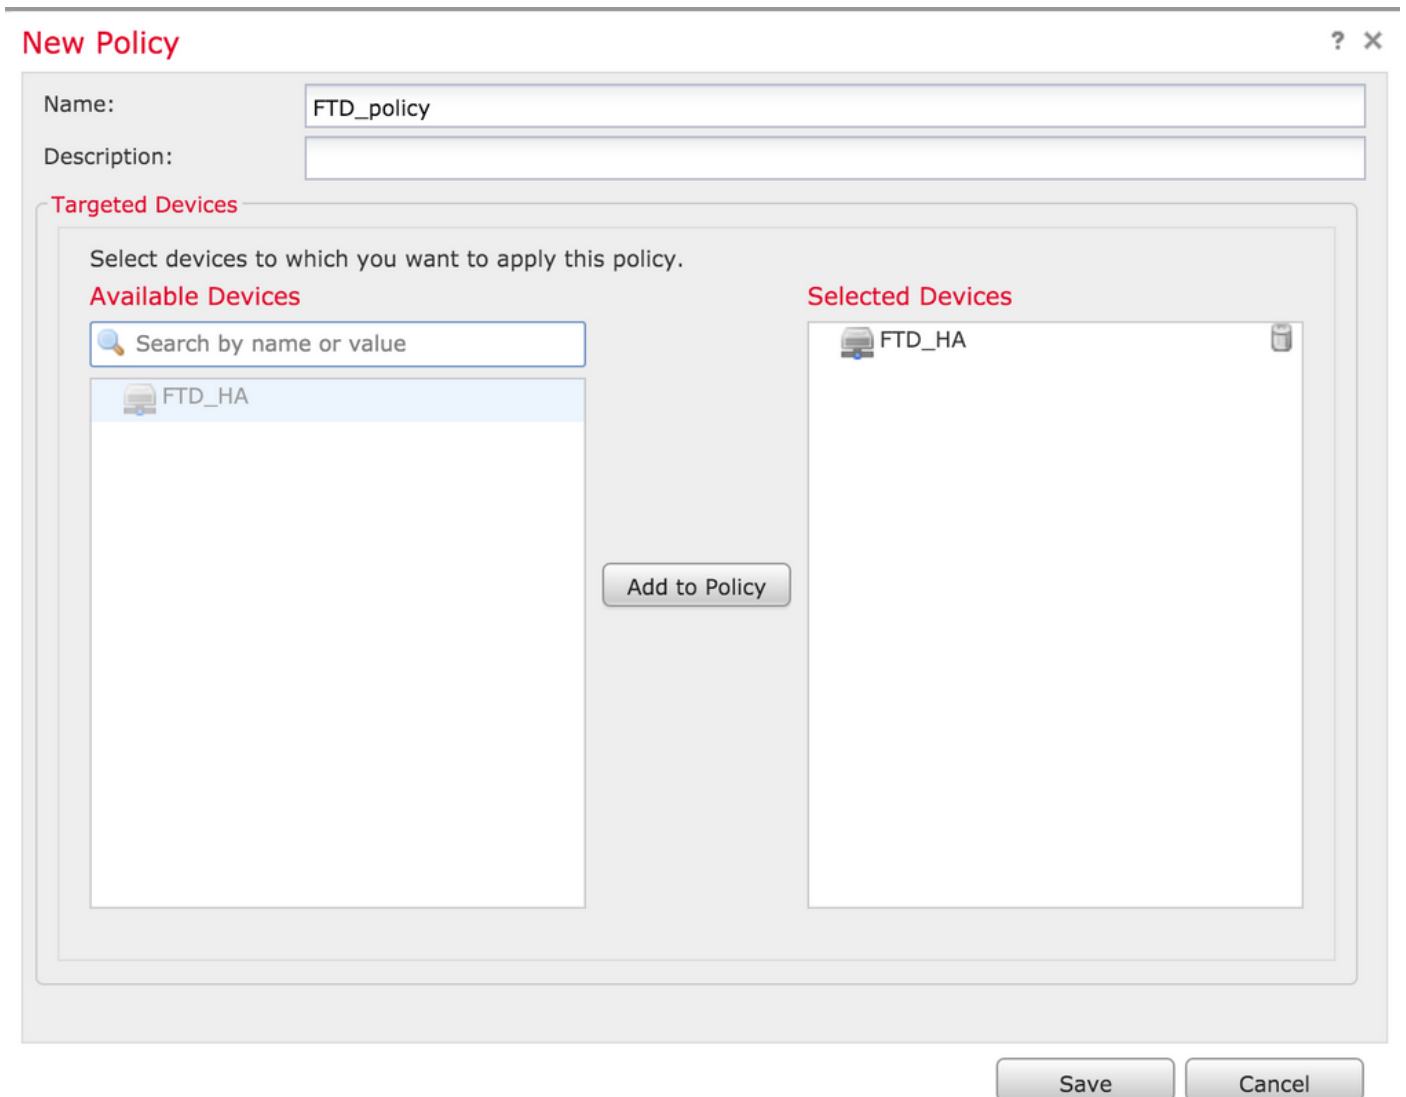 New Policy
? ×
Name:
FTD_policy
Description:
Targeted Devices
Select devices to which you want to apply this policy.
Available Devices
Selected Devices
Search by name or value
FTD_HA
FTD_HA
Add to Policy
Save
Cancel